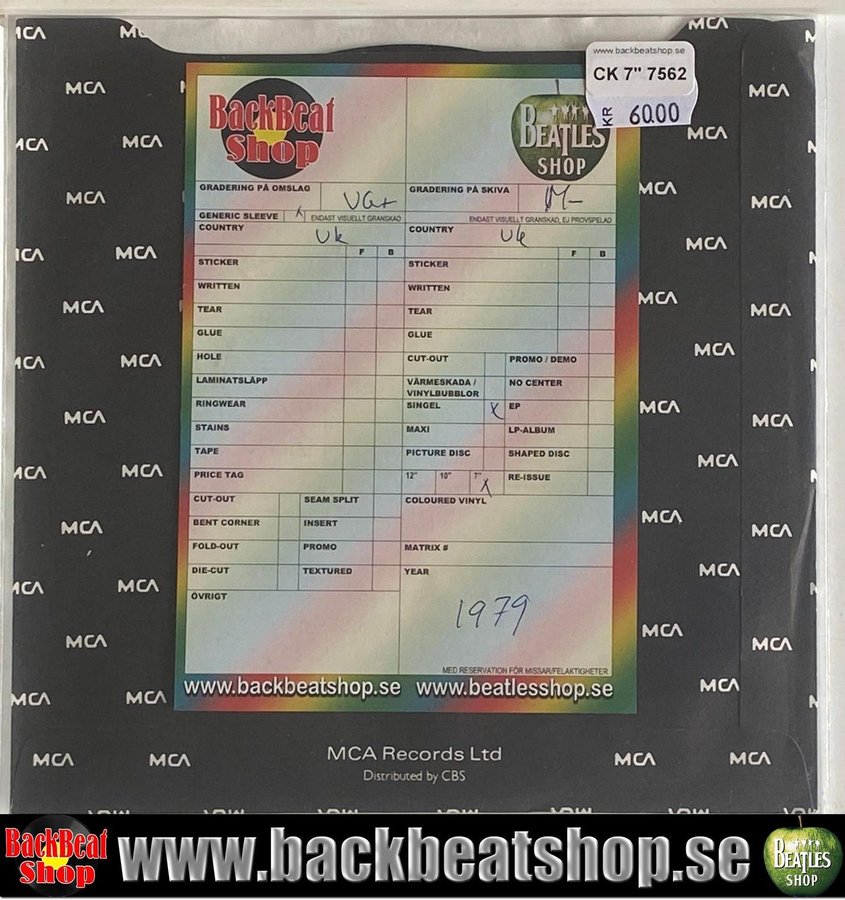 MCA
www.backbeatshop.se
CK 7" 7562
KR 60.00
BackBeat
Shop
BEATLES
SHOP
GRADERING PÅ OMSLAG VG+
GENERIC SLEEVE X ENDAST VISUELLT GRANSKAD
COUNTRY UK
F B
STICKER
WRITTEN
TEAR
GLUE
HOLE
LAMINATSLÄPP
RINGWEAR
STAINS
TAPE
PRICE TAG
CUT-OUT SEAM SPLIT
BENT CORNER INSERT
FOLD-OUT PROMO
DIE-CUT TEXTURED
ÖVRIGT
GRADERING PÅ SKIVA M-
ENDAST VISUELLT GRANSKAD, EJ PROVSPELAD
COUNTRY UK
F B
STICKER
WRITTEN
TEAR
GLUE
CUT-OUT PROMO / DEMO
VÄRMESKADA / NO CENTER
VINYLBUBBLOR
SINGEL X EP
MAXI LP-ALBUM
PICTURE DISC SHAPED DISC
12" 10" 7" X RE-ISSUE
COLOURED VINYL
MATRIX #
YEAR
1979
MED RESERVATION FÖR MISSAR/FELAKTIGHETER
www.backbeatshop.se www.beatlesshop.se
MCA Records Ltd
Distributed by CBS
BackBeat
Shop
www.backbeatshop.se
BEATLES
SHOP